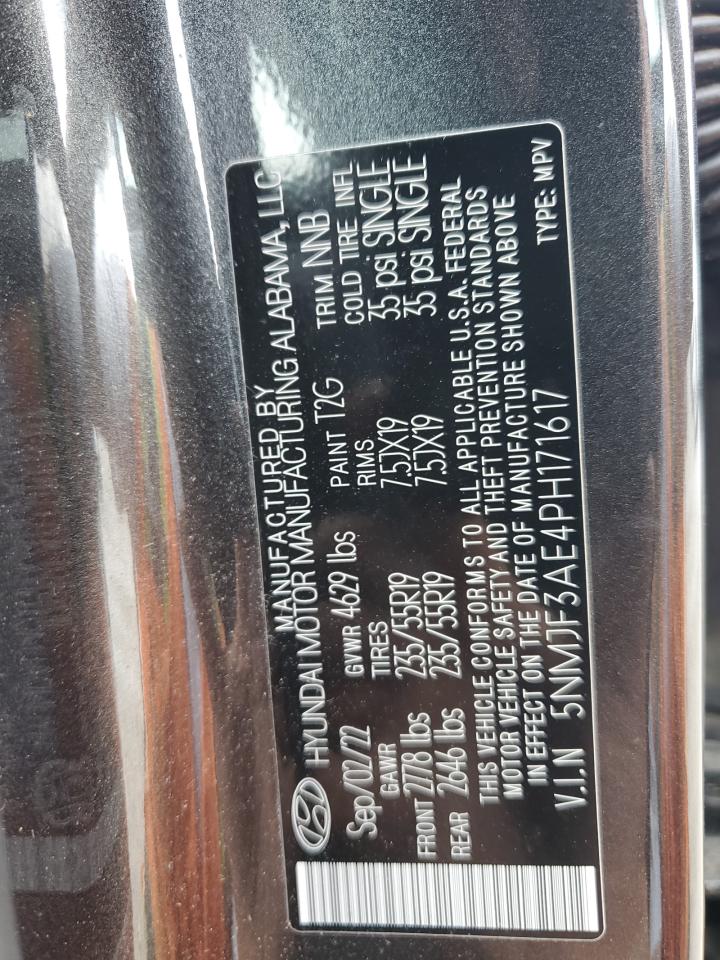 MANUFACTURED BY
HYUNDAI MOTOR MANUFACTURING ALABAMA, LLC
Sep/02/22 GVWR 4629 lbs PAINT T2G TRIM NNB
GAWR TIRES RIMS COLD TIRE INFL
FRONT 2778 lbs 235/55R19 7.5JX19 35 psi SINGLE
REAR 2646 lbs 235/55R19 7.5JX19 35 psi SINGLE
THIS VEHICLE CONFORMS TO ALL APPLICABLE U.S.A. FEDERAL
MOTOR VEHICLE SAFETY AND THEFT PREVENTION STANDARDS
IN EFFECT ON THE DATE OF MANUFACTURE SHOWN ABOVE
V.I.N 5NMJF3AE4PH171617 TYPE: MPV